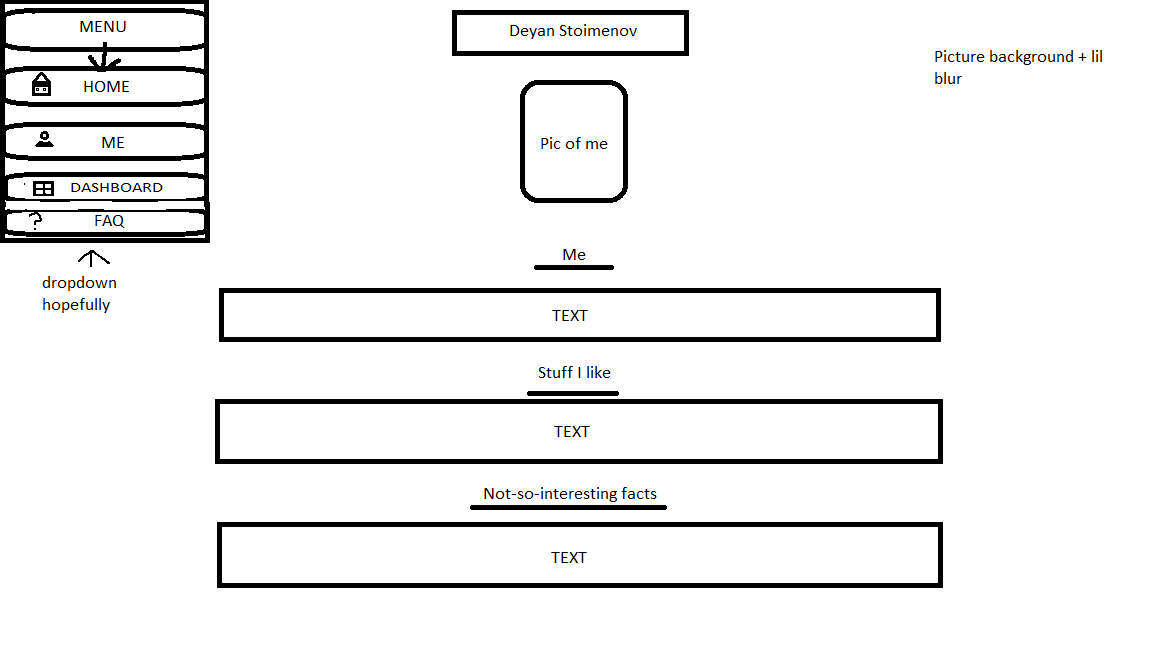 MENU
HOME
ME
DASHBOARD
? FAQ
dropdown
hopefully
Deyan Stoimenov
Pic of me
Me
TEXT
Stuff I like
TEXT
Not-so-interesting facts
TEXT
Picture background + lil
blur